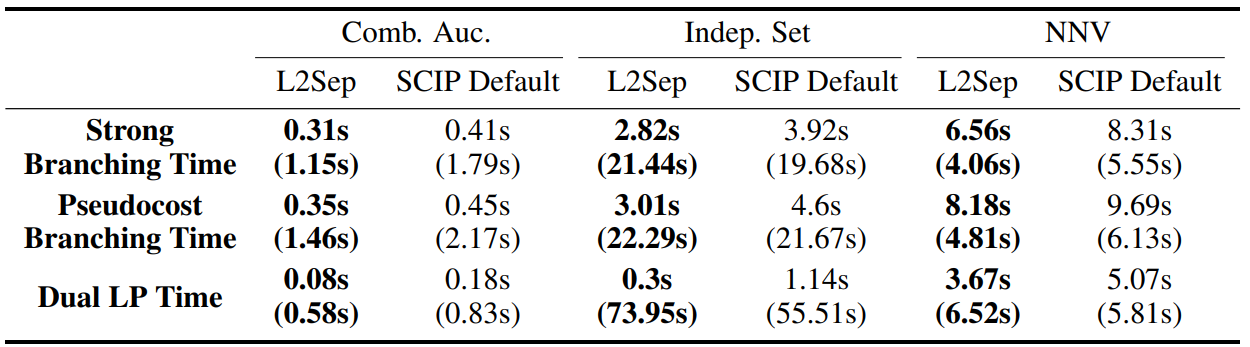 Comb. Auc. Indep. Set NNV
L2Sep SCIP Default L2Sep SCIP Default L2Sep SCIP Default
Strong 0.31s 0.41s 2.82s 3.92s 6.56s 8.31s
Branching Time (1.15s) (1.79s) (21.44s) (19.68s) (4.06s) (5.55s)
Pseudocost 0.35s 0.45s 3.01s 4.6s 8.18s 9.69s
Branching Time (1.46s) (2.17s) (22.29s) (21.67s) (4.81s) (6.13s)
Dual LP Time 0.08s 0.18s 0.3s 1.14s 3.67s 5.07s
(0.58s) (0.83s) (73.95s) (55.51s) (6.52s) (5.81s)